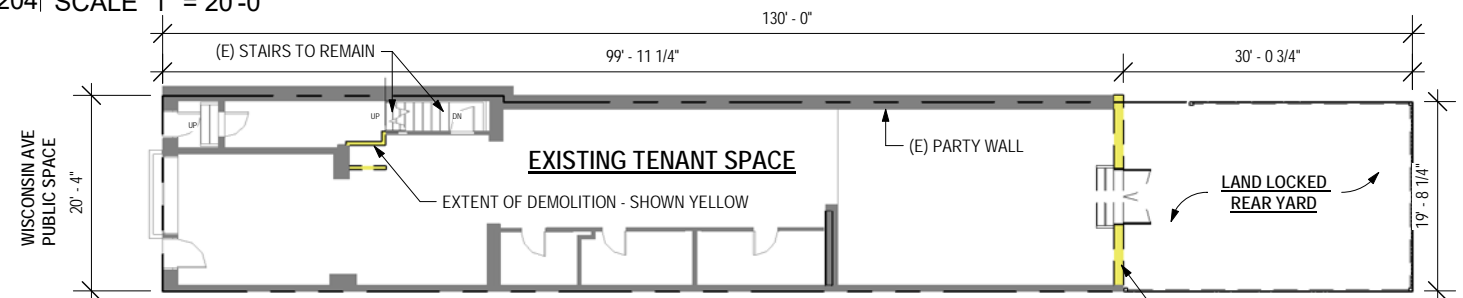 204 SCALE 1" = 20'-0"
130' - 0"
(E) STAIRS TO REMAIN
99' - 11 1/4"
30' - 0 3/4"
WISCONSIN AVE
PUBLIC SPACE
20' - 4"
UP
UP
DN
EXISTING TENANT SPACE
(E) PARTY WALL
EXTENT OF DEMOLITION - SHOWN YELLOW
LAND LOCKED
REAR YARD
19' - 8 1/4"